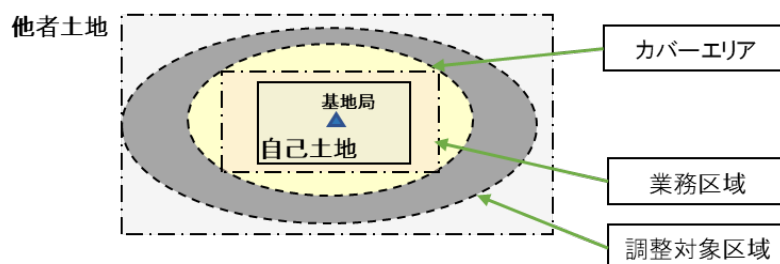 他者土地
カバーエリア
基地局
自己土地
業務区域
調整対象区域